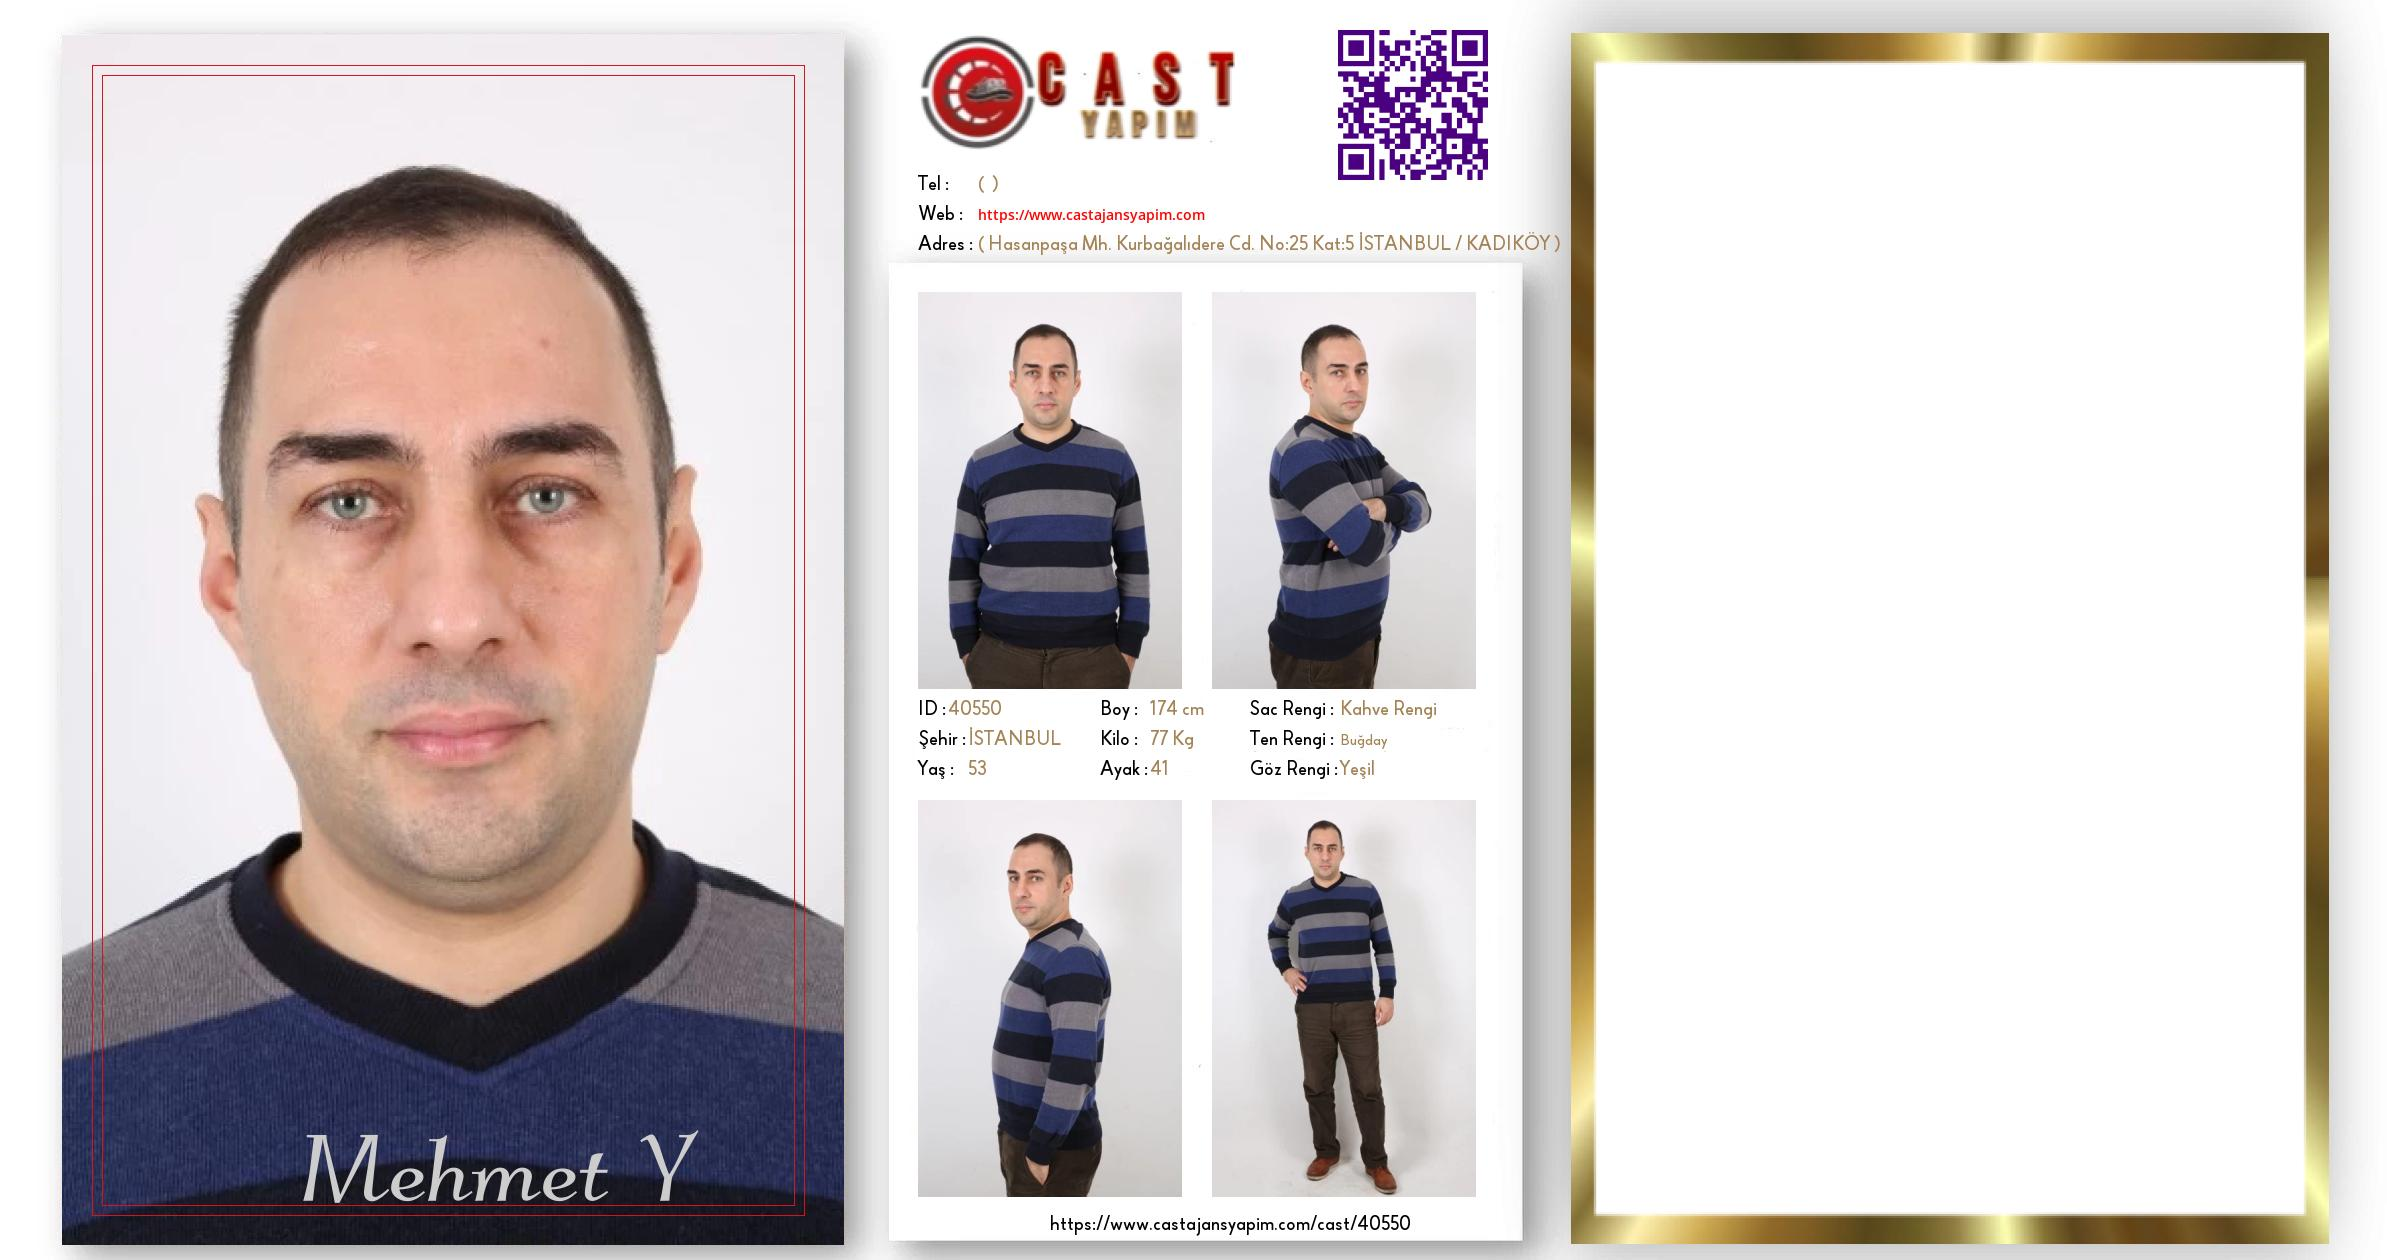 Mehmet Y
CAST
YAPIM
Tel : ( )
Web : https://www.castajansyapim.com
Adres : ( Hasanpaşa Mh. Kurbağalıdere Cd. No:25 Kat:5 İSTANBUL / KADIKÖY )
ID : 40550 Boy : 174 cm Sac Rengi : Kahve Rengi
Şehir : İSTANBUL Kilo : 77 Kg Ten Rengi : Buğday
Yaş : 53 Ayak : 41 Göz Rengi : Yeşil
https://www.castajansyapim.com/cast/40550